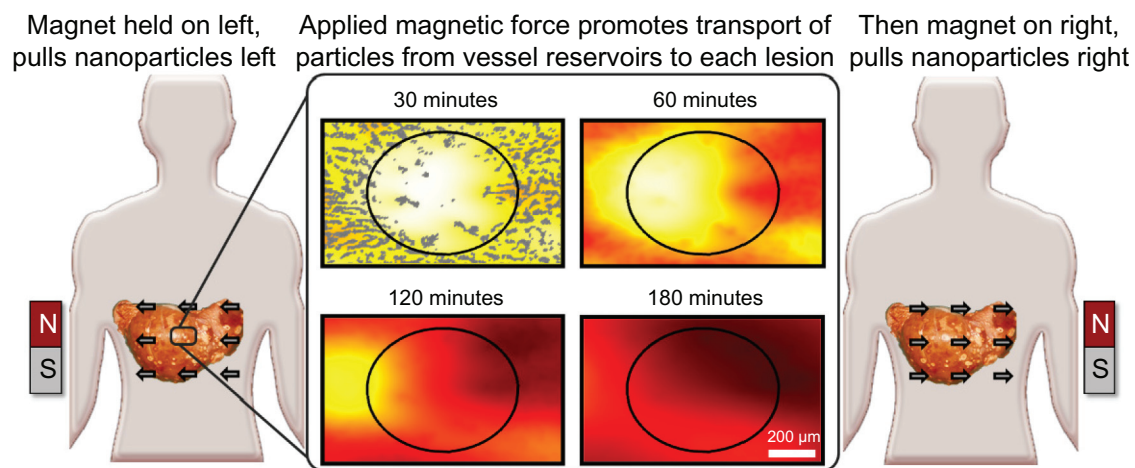 Magnet held on left,
pulls nanoparticles left
Applied magnetic force promotes transport of
particles from vessel reservoirs to each lesion
Then magnet on right,
pulls nanoparticles right
30 minutes
60 minutes
120 minutes
180 minutes
200 µm
N
S
N
S